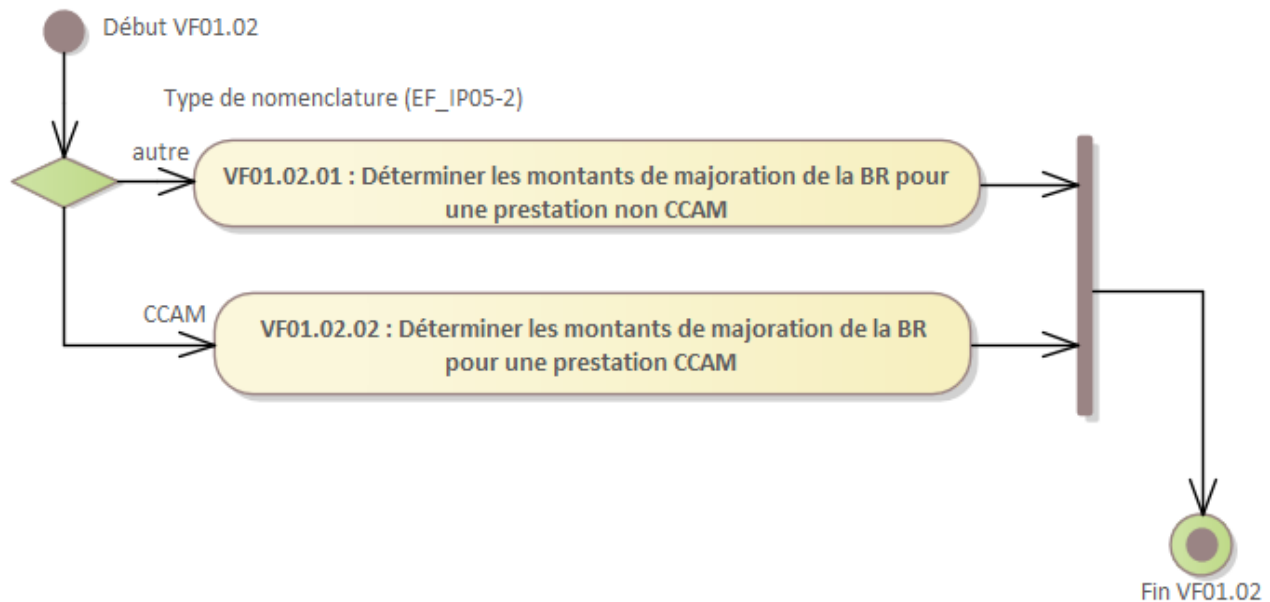 Début VF01.02
Type de nomenclature (EF_IP05-2)
autre
VF01.02.01 : Déterminer les montants de majoration de la BR pour
une prestation non CCAM
CCAM
VF01.02.02 : Déterminer les montants de majoration de la BR
pour une prestation CCAM
Fin VF01.02